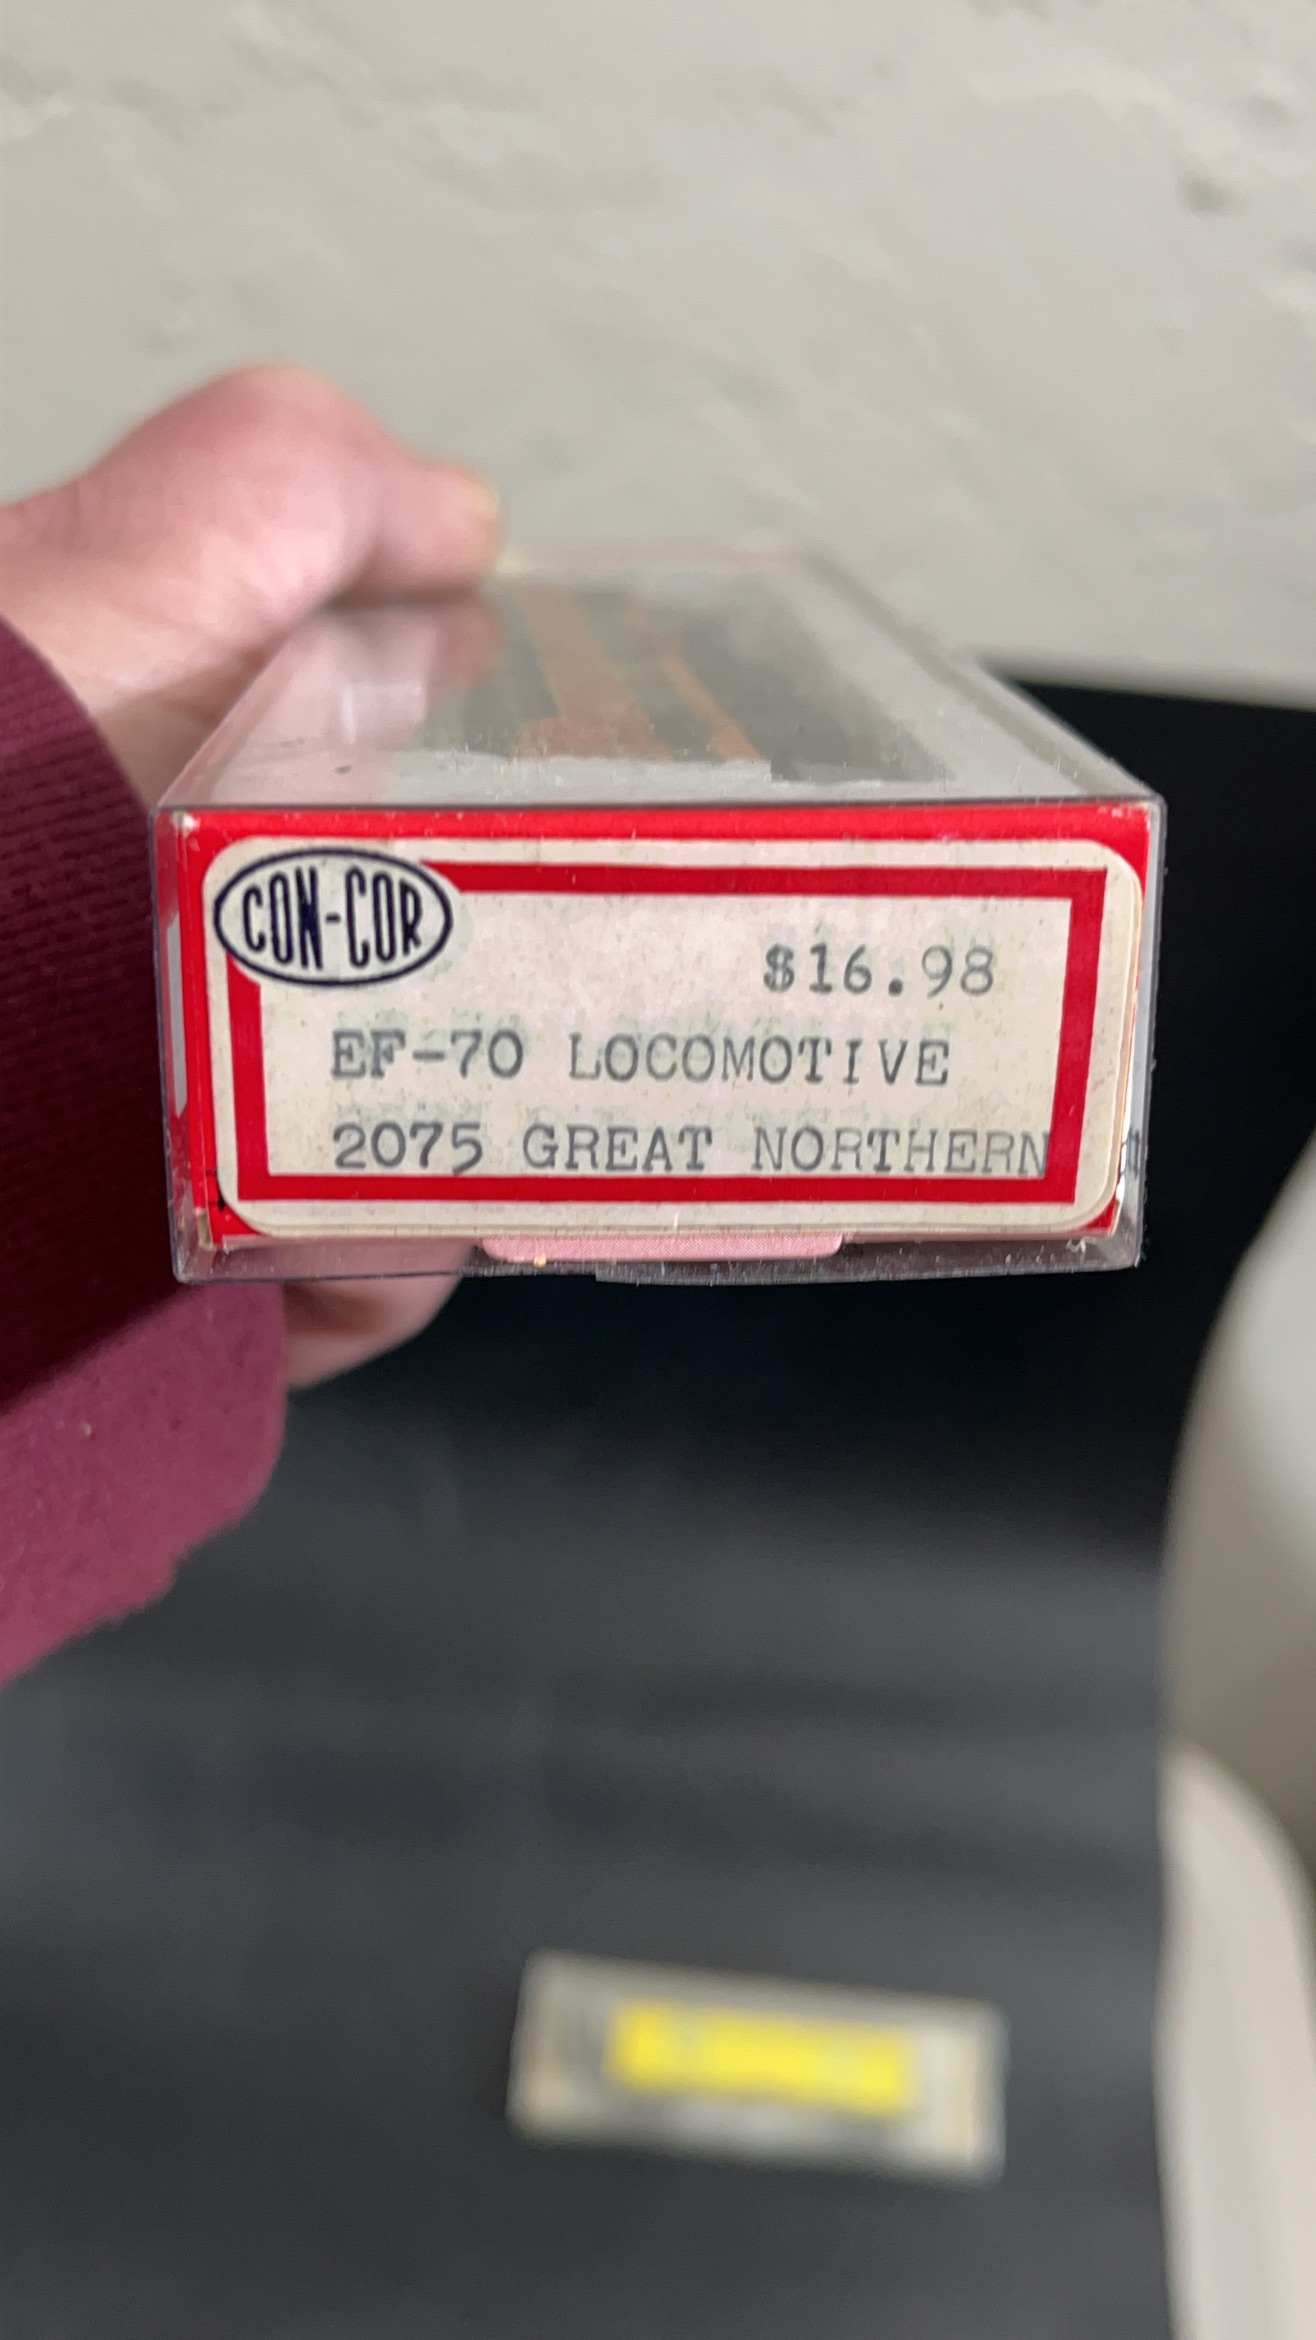 CON-COR
$16.98
EF-70 LOCOMOTIVE
2075 GREAT NORTHERN